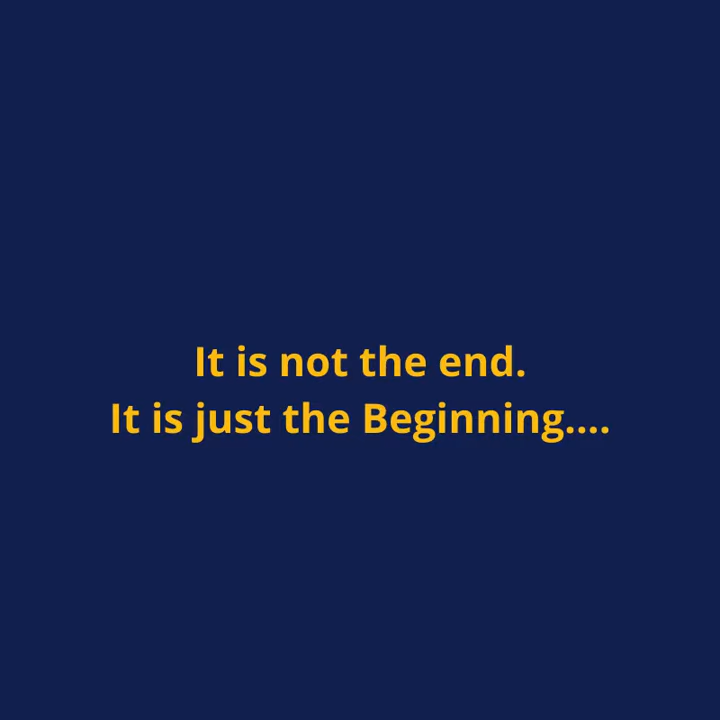 It is not the end.
It is just the Beginning....